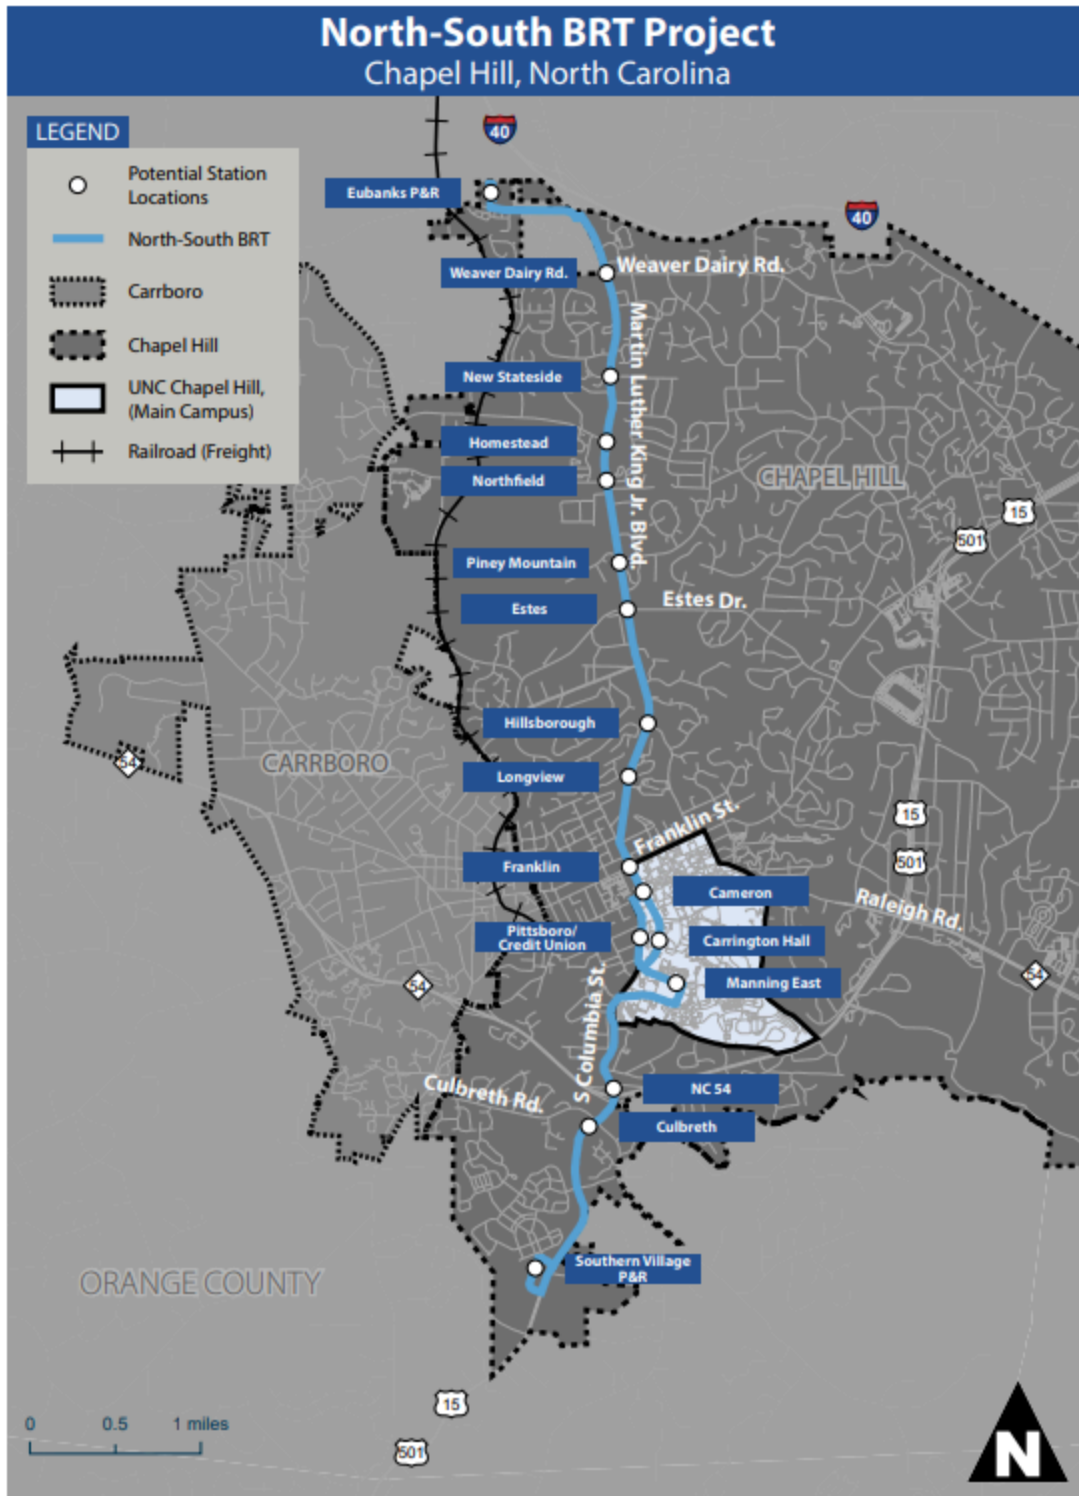 North-South BRT Project
Chapel Hill, North Carolina
LEGEND
Potential Station
Locations
North-South BRT
Carrboro
Chapel Hill
UNC Chapel Hill,
(Main Campus)
Railroad (Freight)
40
Eubanks P&R
40
Weaver Dairy Rd.
Weaver Dairy Rd.
Martin Luther King Jr. Blvd.
New Stateside
Homestead
Northfield
CHAPEL HILL
15
501
Piney Mountain
Estes
Estes Dr.
Hillsborough
54
CARRBORO
Longview
Franklin St.
15
501
Franklin
Cameron
Raleigh Rd.
Pittsboro/
Credit Union
Carrington Hall
54
54
Manning East
S Columbia St.
Culbreth Rd.
NC 54
Culbreth
Southern Village
P&R
ORANGE COUNTY
15
501
0 0.5 1 miles
N